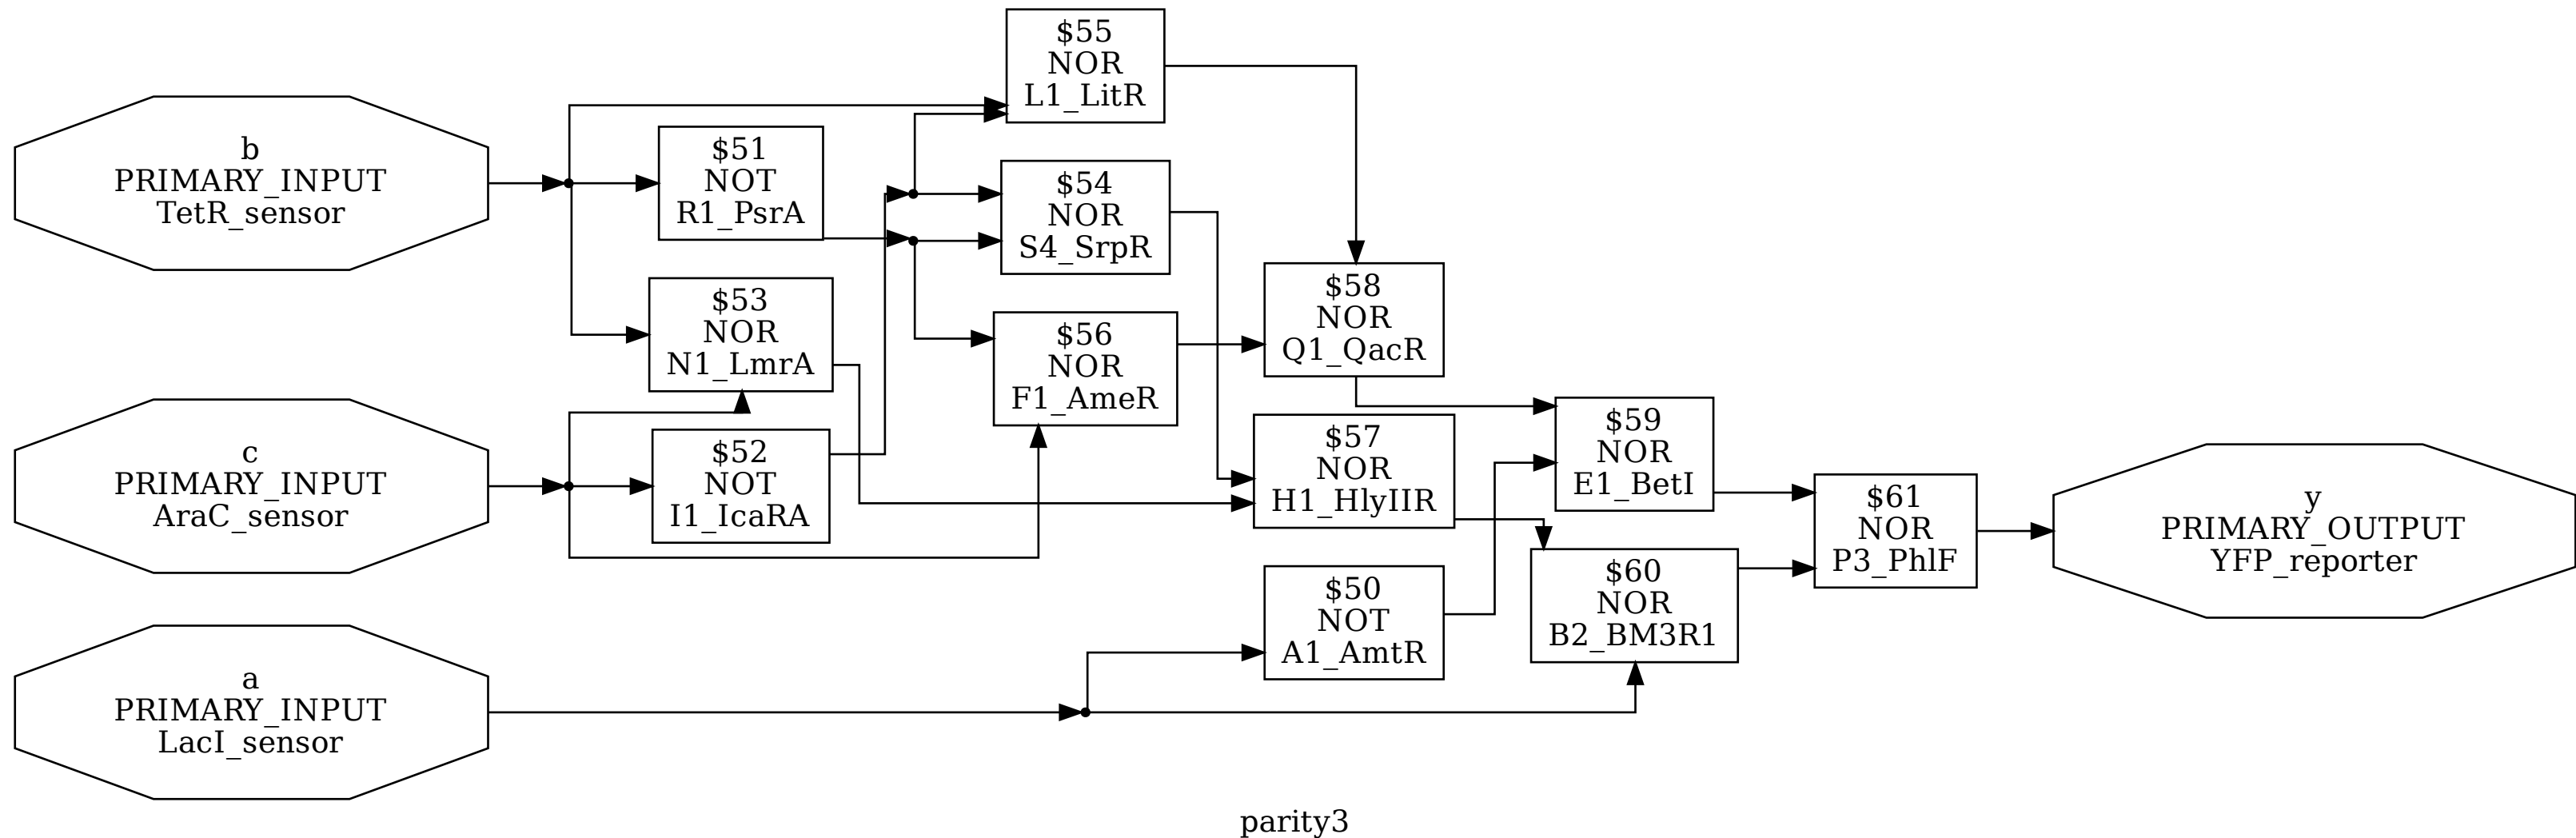 $55
NOR
L1_LitR
b
PRIMARY_INPUT
TetR_sensor
$51
NOT
R1_PsrA
$54
NOR
S4_SrpR
$53
NOR
N1_LmrA
$58
NOR
Q1_QacR
$56
NOR
F1_AmeR
c
PRIMARY_INPUT
AraC_sensor
$52
NOT
I1_IcaRA
$57
NOR
H1_HlyIIR
$59
NOR
E1_BetI
$61
NOR
P3_PhlF
y
PRIMARY_OUTPUT
YFP_reporter
$50
NOT
A1_AmtR
$60
NOR
B2_BM3R1
a
PRIMARY_INPUT
LacI_sensor
parity3